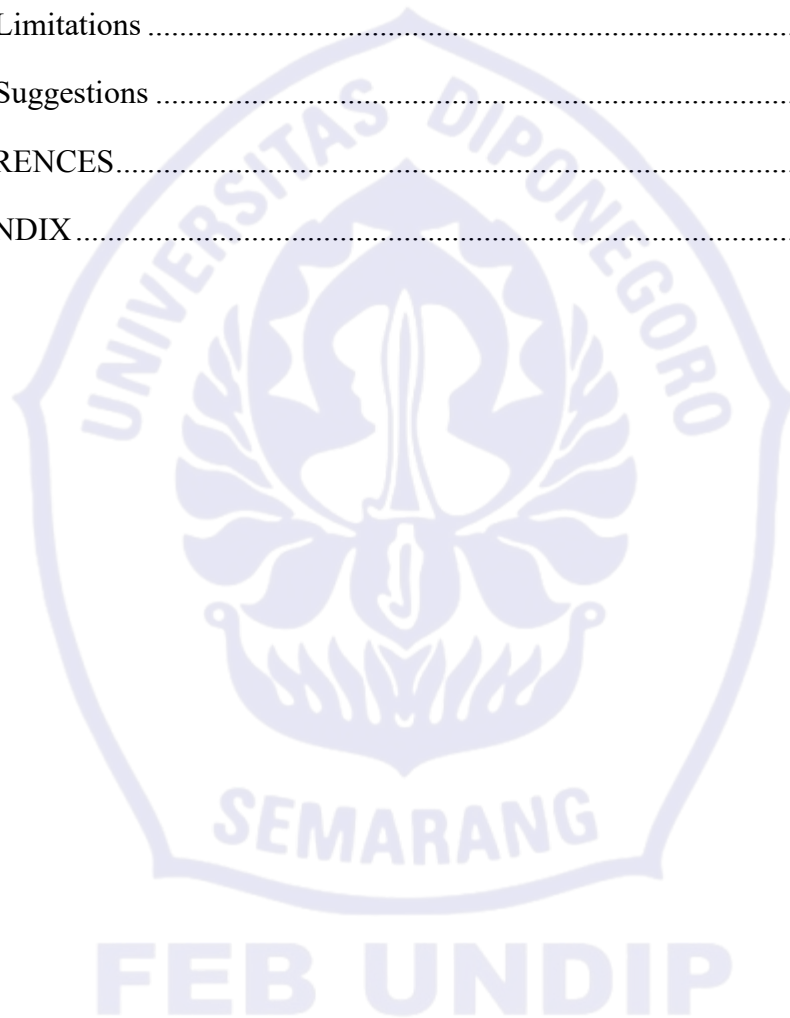 Limitations ....................................................................................
Suggestions ...................................................................................
RENCES........................................................................................
NDIX.............................................................................................
UNIVERSITAS DIPONEGORO
SEMARANG
FEB UNDIP